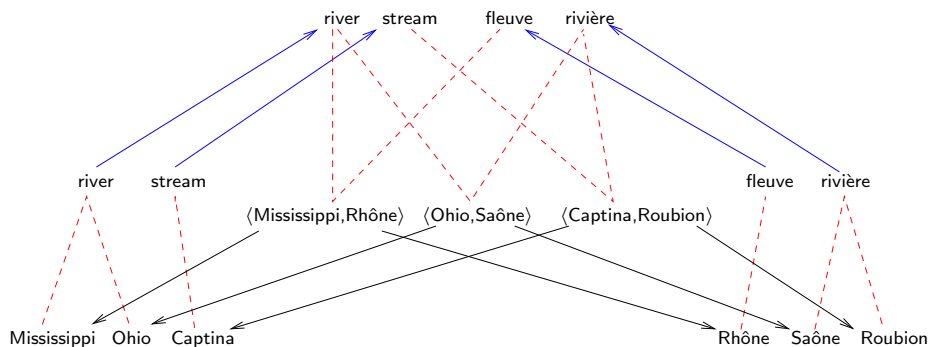 river stream fleuve rivière
river stream fleuve rivière
⟨Mississippi,Rhône⟩ ⟨Ohio,Saône⟩ ⟨Captina,Roubion⟩
Mississippi Ohio Captina Rhône Saône Roubion